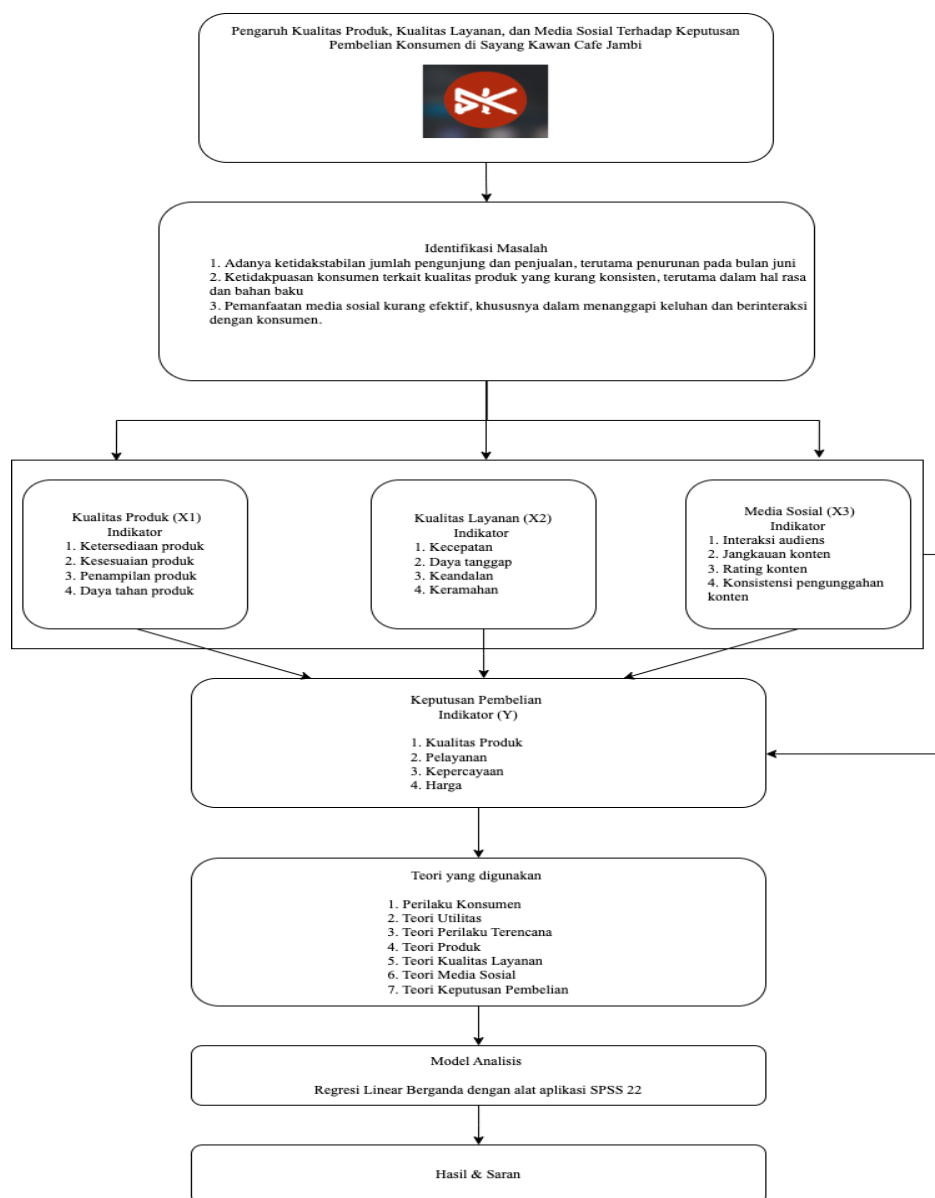 Pengaruh Kualitas Produk, Kualitas Layanan, dan Media Sosial Terhadap Keputusan
Pembelian Konsumen di Sayang Kawan Cafe Jambi
SK
Identifikasi Masalah
1. Adanya ketidakstabilan jumlah pengunjung dan penjualan, terutama penurunan pada bulan juni
2. Ketidakpuasan konsumen terkait kualitas produk yang kurang konsisten, terutama dalam hal rasa
dan bahan baku
3. Pemanfaatan media sosial kurang efektif, khususnya dalam menanggapi keluhan dan berinteraksi
dengan konsumen.
Kualitas Produk (X1)
Indikator
1. Ketersediaan produk
2. Kesesuaian produk
3. Penampilan produk
4. Daya tahan produk
Kualitas Layanan (X2)
Indikator
1. Kecepatan
2. Daya tanggap
3. Keandalan
4. Keramahan
Media Sosial (X3)
Indikator
1. Interaksi audiens
2. Jangkauan konten
3. Rating konten
4. Konsistensi pengunggahan
konten
Keputusan Pembelian
Indikator (Y)
1. Kualitas Produk
2. Pelayanan
3. Kepercayaan
4. Harga
Teori yang digunakan
1. Perilaku Konsumen
2. Teori Utilitas
3. Teori Perilaku Terencana
4. Teori Produk
5. Teori Kualitas Layanan
6. Teori Media Sosial
7. Teori Keputusan Pembelian
Model Analisis
Regresi Linear Berganda dengan alat aplikasi SPSS 22
Hasil & Saran